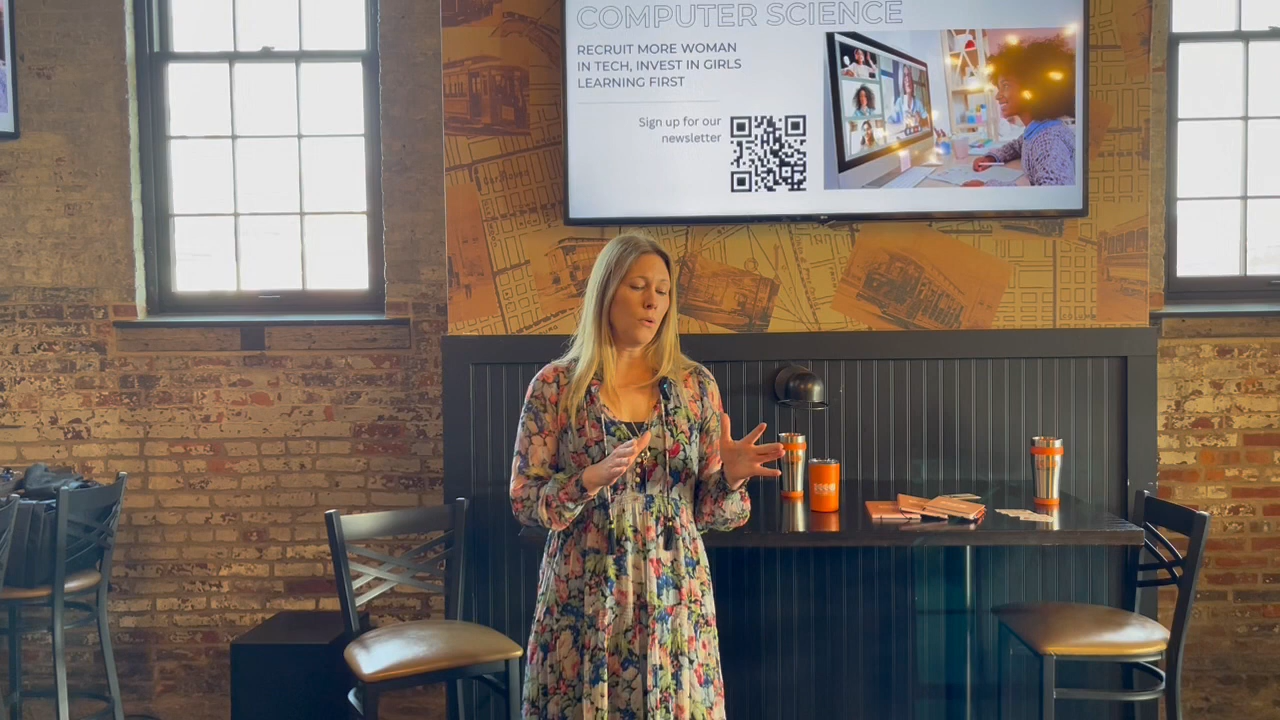 COMPUTER SCIENCE
RECRUIT MORE WOMAN
IN TECH, INVEST IN GIRLS
LEARNING FIRST
Sign up for our
newsletter